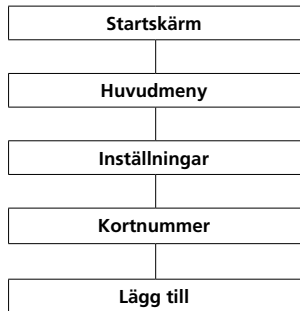 Startskärm
Huvudmeny
Inställningar
Kortnummer
Lägg till